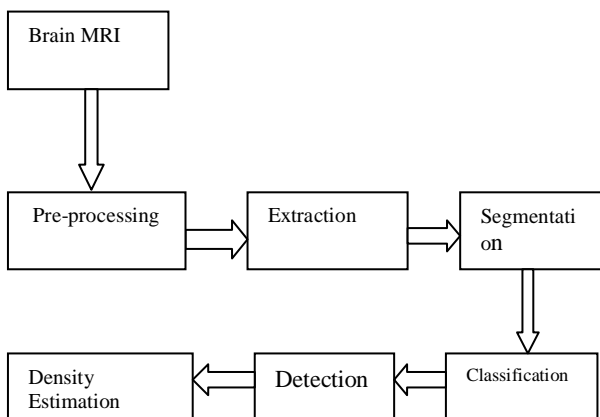 Brain MRI
Pre-processing
Extraction
Segmentati
on
Classification
Detection
Density
Estimation